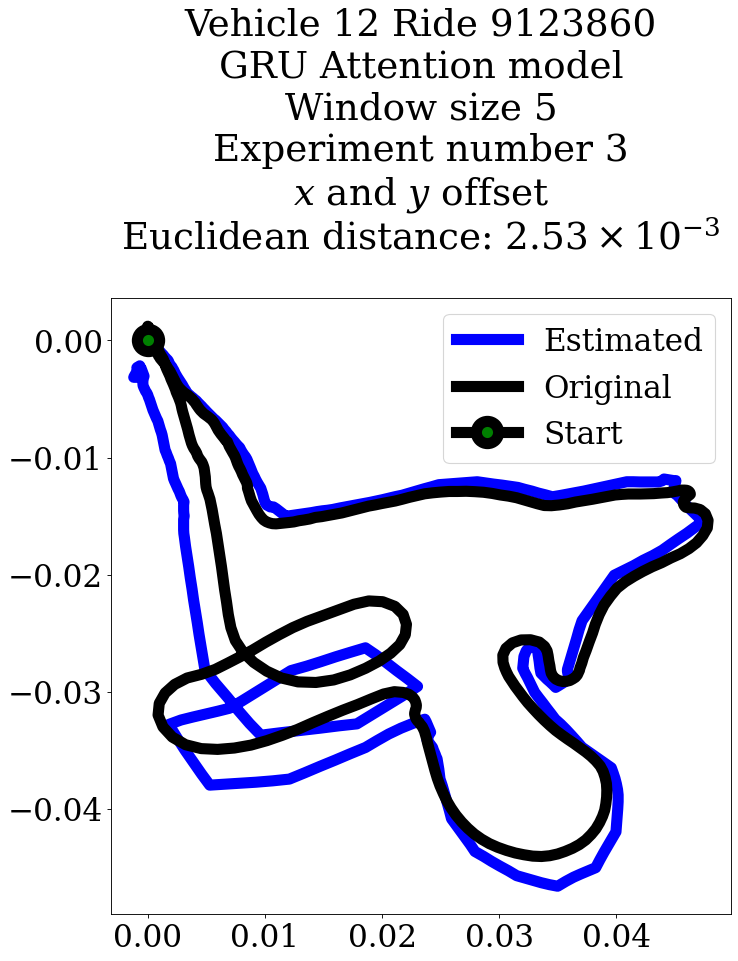 Vehicle 12 Ride 9123860
GRU Attention model
Window size 5
Experiment number 3
x and y offset
Euclidean distance: 2.53 × 10⁻³
Estimated
Original
Start
0.00
−0.01
−0.02
−0.03
−0.04
0.00 0.01 0.02 0.03 0.04